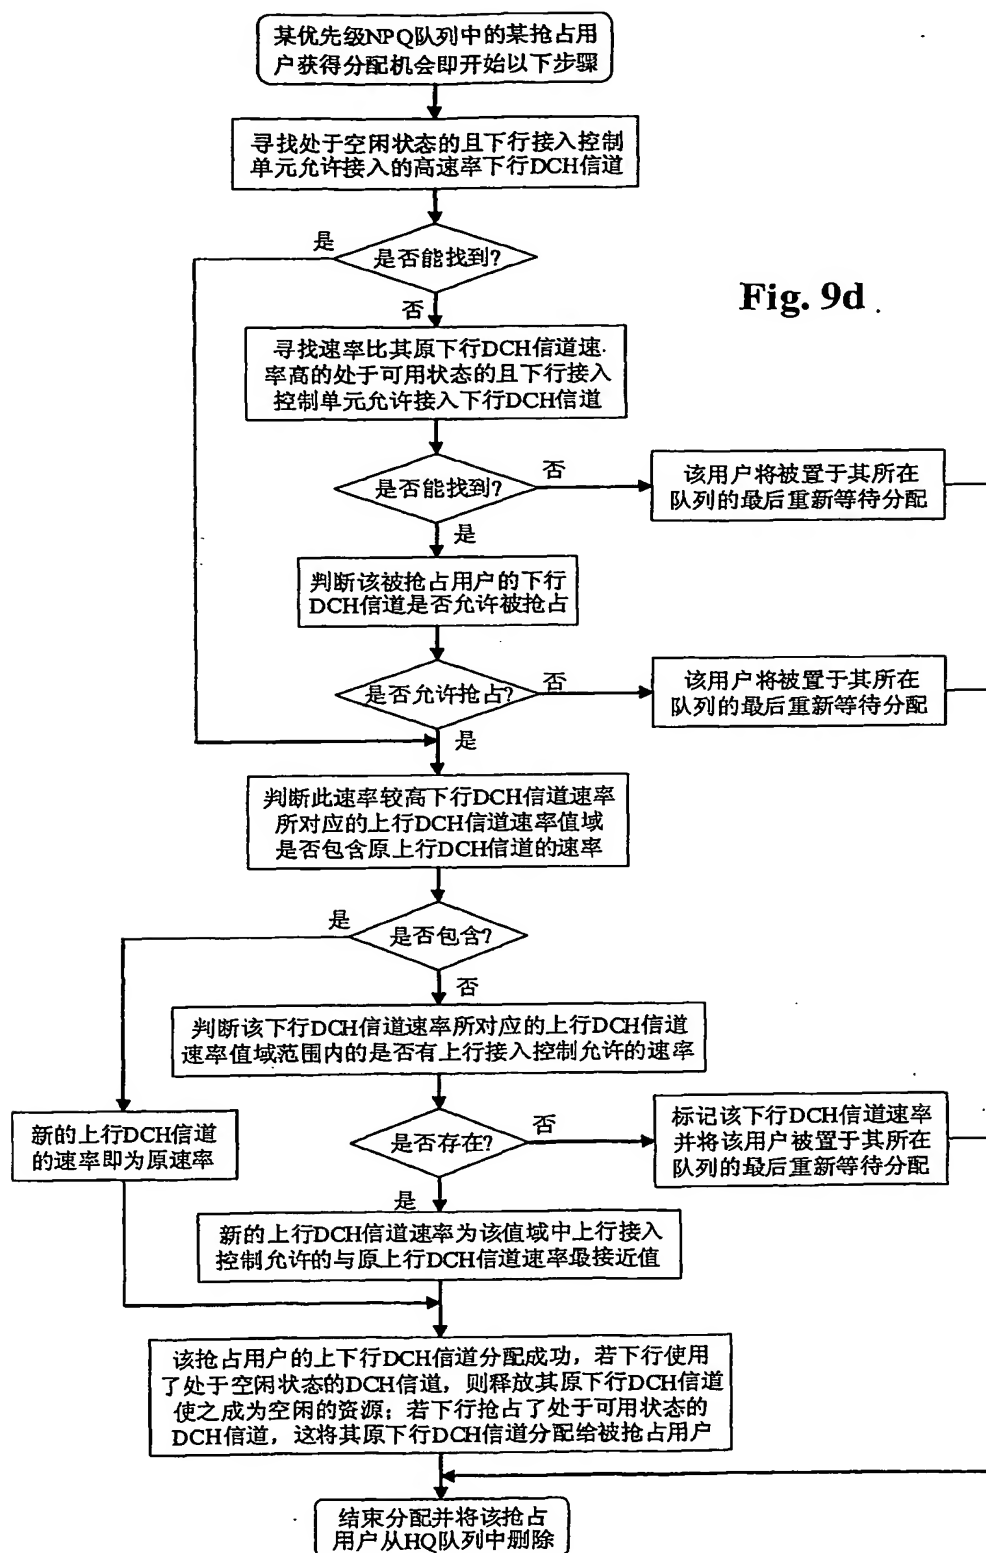 某优先级NPQ队列中的某抢占用
户获得分配机会即开始以下步骤
寻找处于空闲状态的且下行接入控制
单元允许接入的高速率下行DCH信道
是
是否能找到?
否
Fig. 9d
寻找速率比其原下行DCH信道速
率高的处于可用状态的且下行接入
控制单元允许接入下行DCH信道
是否能找到?
否
该用户将被置于其所在
队列的最后重新等待分配
是
判断该被抢占用户的下行
DCH信道是否允许被抢占
是否允许抢占?
否
该用户将被置于其所在
队列的最后重新等待分配
是
判断此速率较高下行DCH信道速率
所对应的上行DCH信道速率值域
是否包含原上行DCH信道的速率
是
是否包含?
否
判断该下行DCH信道速率所对应的上行DCH信道
速率值域范围内的是否有上行接入控制允许的速率
新的上行DCH信道
的速率即为原速率
是否存在?
否
标记该下行DCH信道速率
并将该用户被置于其所在
队列的最后重新等待分配
是
新的上行DCH信道速率为该值域中上行接入
控制允许的与原上行DCH信道速率最接近值
该抢占用户的上下行DCH信道分配成功，若下行使用
了处于空闲状态的DCH信道，则释放其原下行DCH信道
使之成为空闲的资源；若下行抢占了处于可用状态的
DCH信道，这将其原下行DCH信道分配给被抢占用户
结束分配并将该抢占
用户从HQ队列中删除